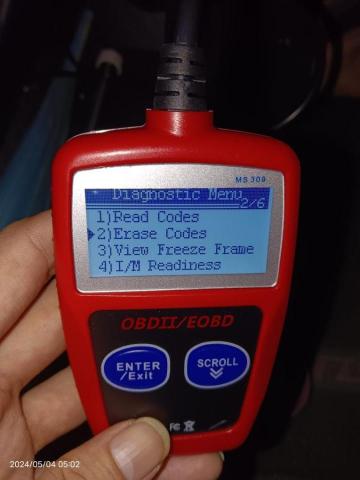 MS 309
Diagnostic Menu
2/6
1)Read Codes
2)Erase Codes
3)View Freeze Frame
4)I/M Readiness
OBDII/EOBD
ENTER
/Exit
SCROLL
FC
2024/05/04 05:02